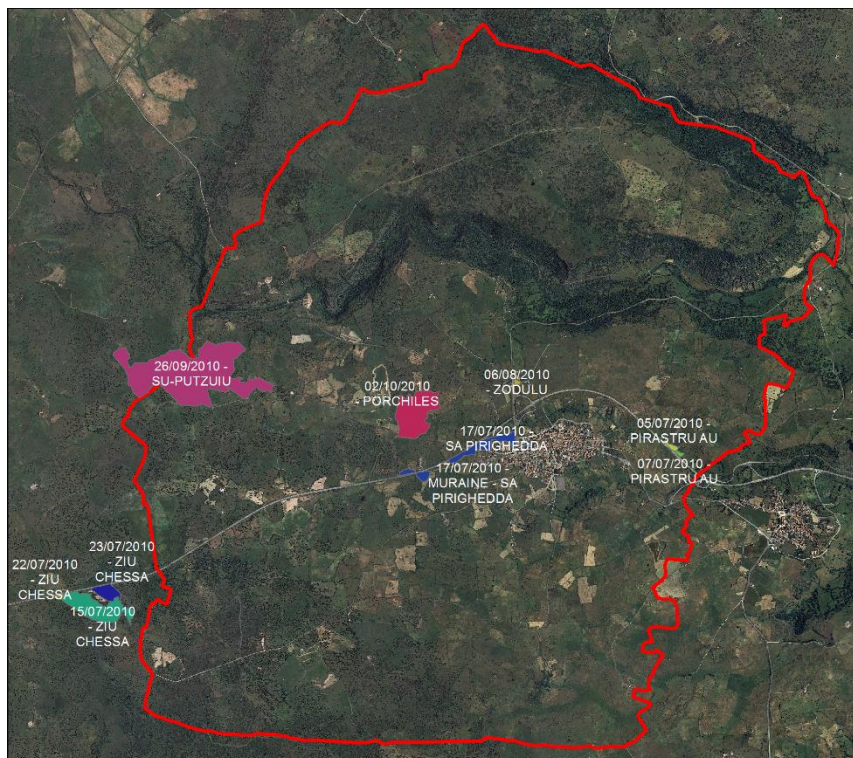 26/09/2010 -
SU-PUTZUIU
02/10/2010
- PORCHILES
06/08/2010
- ZODULU
17/07/2010 -
SA PIRIGHEDDA
17/07/2010 -
MURAINE - SA
PIRIGHEDDA
05/07/2010 -
PIRASTRU AU
07/07/2010 -
PIRASTRU AU
22/07/2010
- ZIU
CHESSA
23/07/2010
- ZIU
CHESSA
15/07/2010
- ZIU
CHESSA